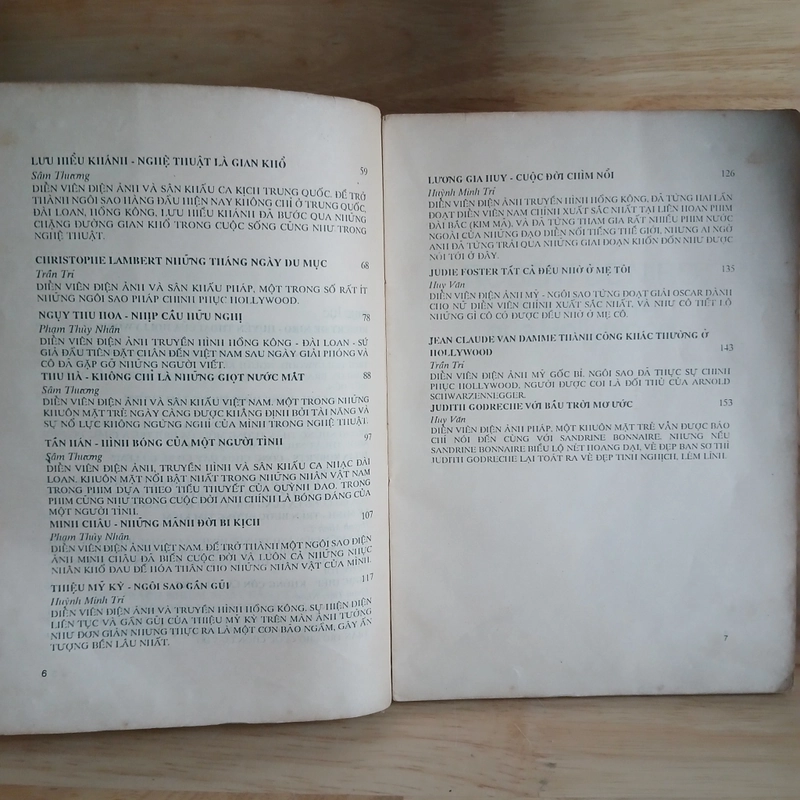 LƯU HIỂU KHÁNH - NGHỆ THUẬT LÀ GIAN KHỔ 59
Sầm Thương
DIỄN VIÊN ĐIỆN ẢNH VÀ SÂN KHẤU CA KỊCH TRUNG QUỐC. ĐỂ TRỞ
THÀNH NGÔI SAO HÀNG ĐẦU HIỆN NAY KHÔNG CHỈ Ở TRUNG QUỐC,
ĐÀI LOAN, HỒNG KÔNG, LƯU HIỂU KHÁNH ĐÃ BƯỚC QUA NHỮNG
CHẶNG ĐƯỜNG GIAN KHỔ TRONG CUỘC SỐNG CŨNG NHƯ TRONG
NGHỆ THUẬT.
CHRISTOPHE LAMBERT NHỮNG THÁNG NGÀY DU MỤC 68
Trần Trí
DIỄN VIÊN ĐIỆN ẢNH VÀ SÂN KHẤU PHÁP, MỘT TRONG SỐ RẤT ÍT
NHỮNG NGÔI SAO PHÁP CHINH PHỤC HOLLYWOOD.
NGỤY THU HOA - NHỊP CẦU HỮU NGHỊ 78
Phạm Thùy Nhân
DIỄN VIÊN ĐIỆN ẢNH TRUYỀN HÌNH HỒNG KÔNG - ĐÀI LOAN - SỨ
GIẢ ĐẦU TIÊN ĐẶT CHÂN ĐẾN VIỆT NAM SAU NGÀY GIẢI PHÓNG VÀ
CÔ ĐÃ GẶP GỠ NHỮNG NGƯỜI VIẾT.
THU HÀ - KHÔNG CHỈ LÀ NHỮNG GIỌT NƯỚC MẮT 88
Sầm Thương
DIỄN VIÊN ĐIỆN ẢNH VÀ SÂN KHẤU VIỆT NAM. MỘT TRONG NHỮNG
KHUÔN MẶT TRẺ NGÀY CÀNG ĐƯỢC KHẲNG ĐỊNH BỞI TÀI NĂNG VÀ
SỰ NỔ LỰC KHÔNG NGỪNG NGHỈ CỦA MÌNH TRONG NGHỆ THUẬT.
TẦN HÁN - HÌNH BÓNG CỦA MỘT NGƯỜI TÌNH 97
Sầm Thương
DIỄN VIÊN ĐIỆN ẢNH, TRUYỀN HÌNH VÀ SÂN KHẤU CA NHẠC ĐÀI
LOAN. KHUÔN MẶT NỔI BẬT NHẤT TRONG NHỮNG NHÂN VẬT NAM
TRONG PHIM DỰA THEO TIỂU THUYẾT CỦA QUỲNH DAO. TRONG
PHIM CŨNG NHƯ TRONG CUỘC ĐỜI ANH CHÍNH LÀ BÓNG DÁNG CỦA
MỘT NGƯỜI TÌNH.
MINH CHÂU - NHỮNG MẢNH ĐỜI BI KỊCH 107
Phạm Thùy Nhân
DIỄN VIÊN ĐIỆN ẢNH VIỆT NAM. ĐỂ TRỞ THÀNH MỘT NGÔI SAO ĐIỆN
ẢNH MINH CHÂU ĐÃ BIẾN CUỘC ĐỜI VÀ LUÔN CẢ NHỮNG NHỤC
NHẰN KHỔ ĐAU ĐỂ HÓA THÂN CHO NHỮNG NHÂN VẬT CỦA MÌNH.
THIỆU MỸ KỲ - NGÔI SAO GẦN GŨI 117
Huỳnh Minh Trí
DIỄN VIÊN ĐIỆN ẢNH VÀ TRUYỀN HÌNH HỒNG KÔNG. SỰ HIỆN DIỆN
LIÊN TỤC VÀ GẦN GŨI CỦA THIỆU MỸ KỲ TRÊN MÀN ẢNH TƯỞNG
NHƯ ĐƠN GIẢN NHƯNG THỰC RA LÀ MỘT CƠN BÃO NGẦM, GÂY ẤN
TƯỢNG BỀN LÂU NHẤT.
6
LƯƠNG GIA HUY - CUỘC ĐỜI CHÌM NỔI 126
Huỳnh Minh Trí
DIỄN VIÊN ĐIỆN ẢNH TRUYỀN HÌNH HỒNG KÔNG, ĐÃ TỪNG HAI LẦN
ĐOẠT DIỄN VIÊN NAM CHÍNH XUẤT SẮC NHẤT TẠI LIÊN HOAN PHIM
ĐÀI BẮC (KIM MÃ), VÀ ĐÃ TỪNG THAM GIA RẤT NHIỀU PHIM NƯỚC
NGOÀI CỦA NHỮNG ĐẠO DIỄN NỔI TIẾNG THẾ GIỚI, NHƯNG AI NGỜ
ANH ĐÃ TỪNG TRẢI QUA NHỮNG GIAI ĐOẠN KHỐN ĐỐN NHƯ ĐƯỢC
NÓI TỚI Ở ĐÂY.
JUDIE FOSTER TẤT CẢ ĐỀU NHỜ Ở MẸ TÔI 135
Huy Văn
DIỄN VIÊN ĐIỆN ẢNH MỸ - NGÔI SAO TỪNG ĐOẠT GIẢI OSCAR DÀNH
CHO NỮ DIỄN VIÊN CHÍNH XUẤT SẮC NHẤT, VÀ NHƯ CÔ TIẾT LỘ
NHỮNG GÌ CÔ CÓ ĐƯỢC ĐỀU NHỜ Ở MẸ CÔ.
JEAN CLAUDE VAN DAMME THÀNH CÔNG KHÁC THƯỜNG Ở
HOLLYWOOD 143
Trần Trí
DIỄN VIÊN ĐIỆN ẢNH MỸ GỐC BỈ. NGÔI SAO ĐÃ THỰC SỰ CHINH
PHỤC HOLLYWOOD, NGƯỜI ĐƯỢC COI LÀ ĐỐI THỦ CỦA ARNOLD
SCHWARZENNEGGER.
JUDITH GODRECHE VỚI BẦU TRỜI MƠ ƯỚC 153
Huy Văn
DIỄN VIÊN ĐIỆN ẢNH PHÁP, MỘT KHUÔN MẶT TRẺ VẪN ĐƯỢC BÁO
CHÍ NÓI ĐẾN CÙNG VỚI SANDRINE BONNAIRE. NHƯNG NẾU
SANDRINE BONNAIRE BIỂU LỘ NÉT HOANG DẠI, VẺ ĐẸP BAN SƠ THÌ
JUDITH GODRECHE LẠI TOÁT RA VẺ ĐẸP TINH NGHỊCH, LÉM LỈNH.
7